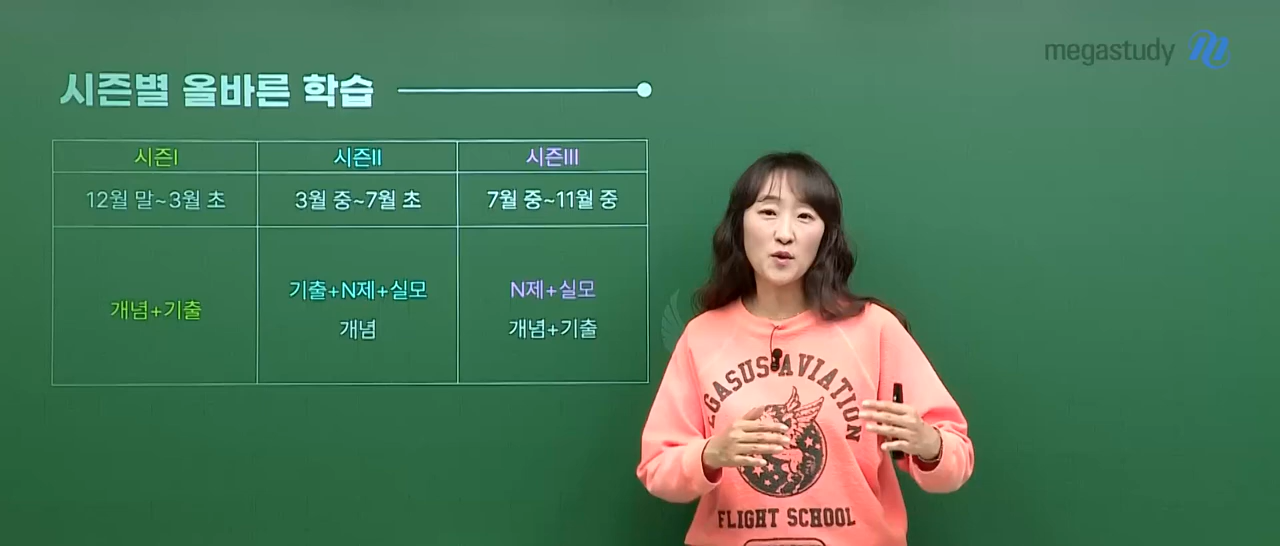 megastudy
시즌별 올바른 학습
시즌I
시즌II
시즌III
12월 말~3월 초
3월 중~7월 초
7월 중~11월 중
개념+기출
기출+N제+실모
개념
N제+실모
개념+기출
EGASUS AVIATION
FLIGHT SCHOOL